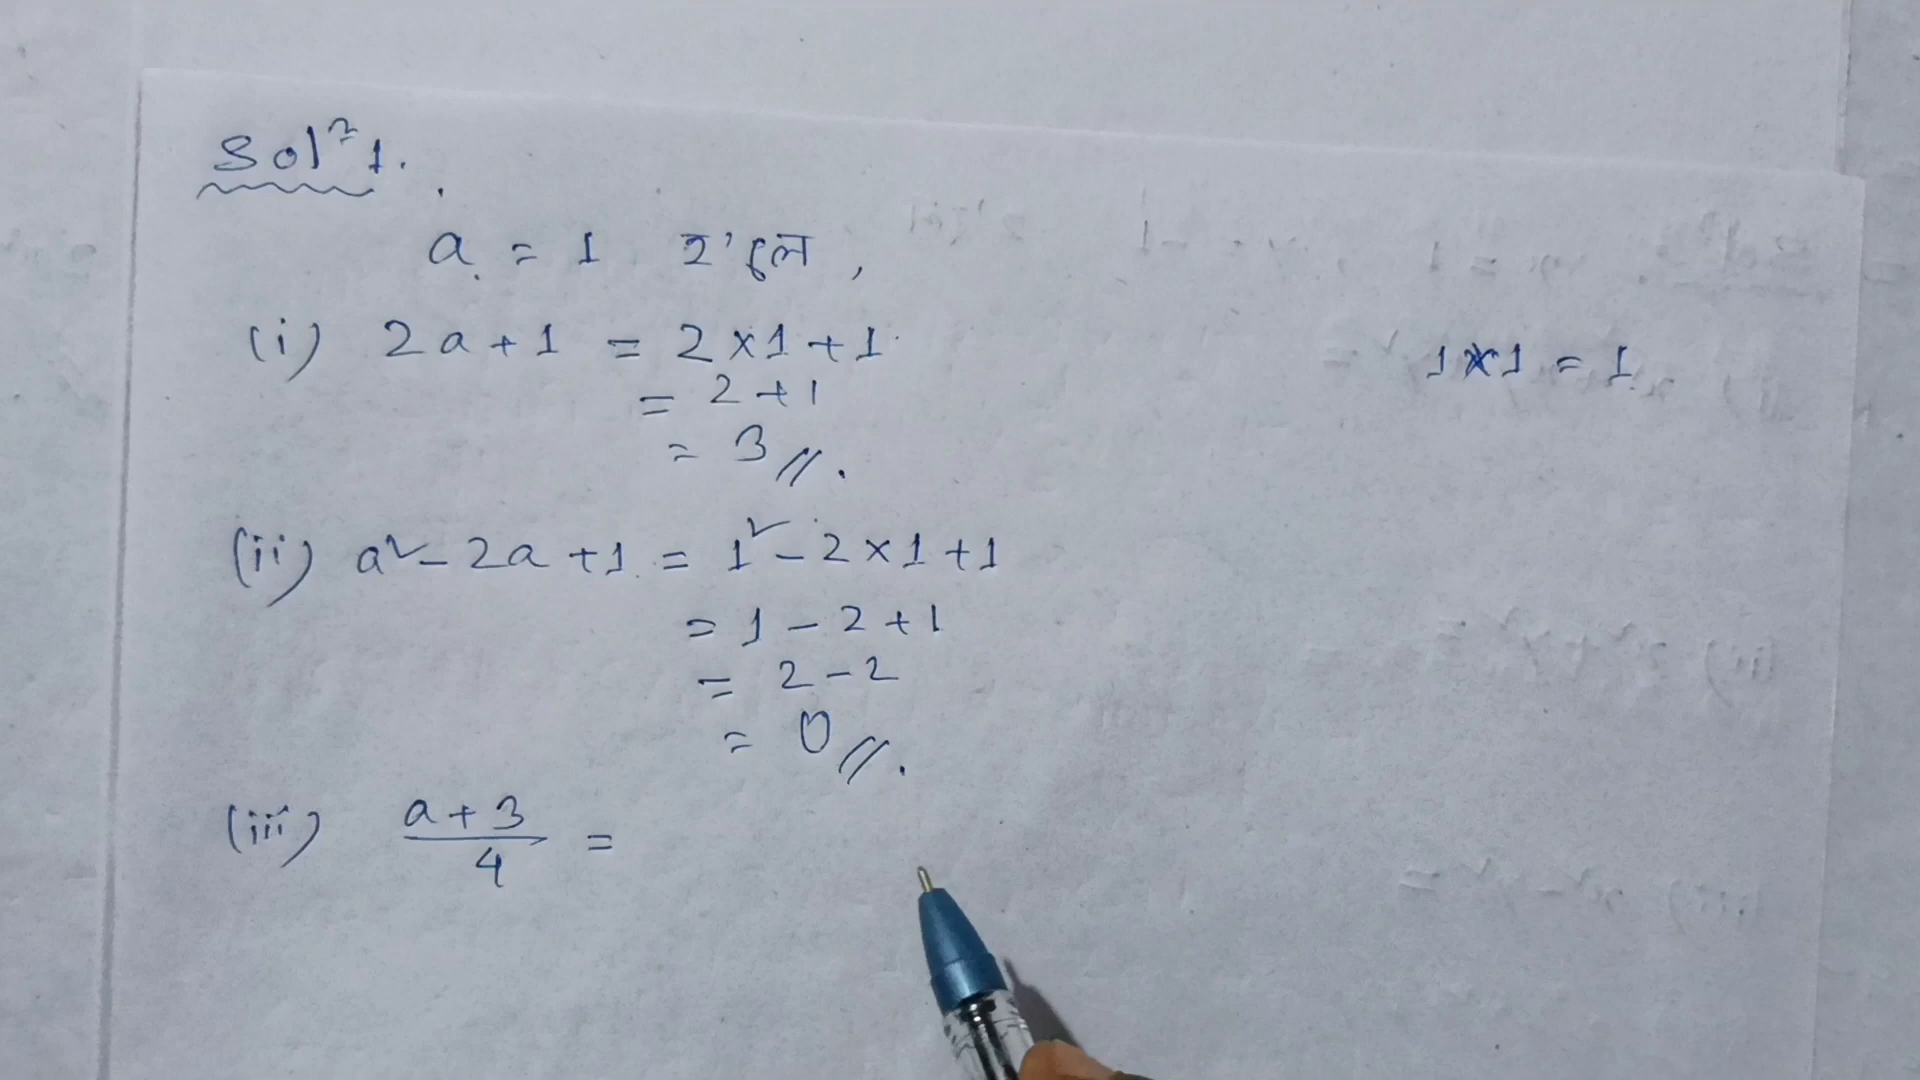 Solⁿ 1.
a = 1 হ'লে,
(i) 2a + 1 = 2 × 1 + 1
= 2 + 1
= 3 //.
1 × 1 = 1
(ii) a² - 2a + 1 = 1² - 2 × 1 + 1
= 1 - 2 + 1
= 2 - 2
= 0 //.
(iii) a + 3 / 4 =